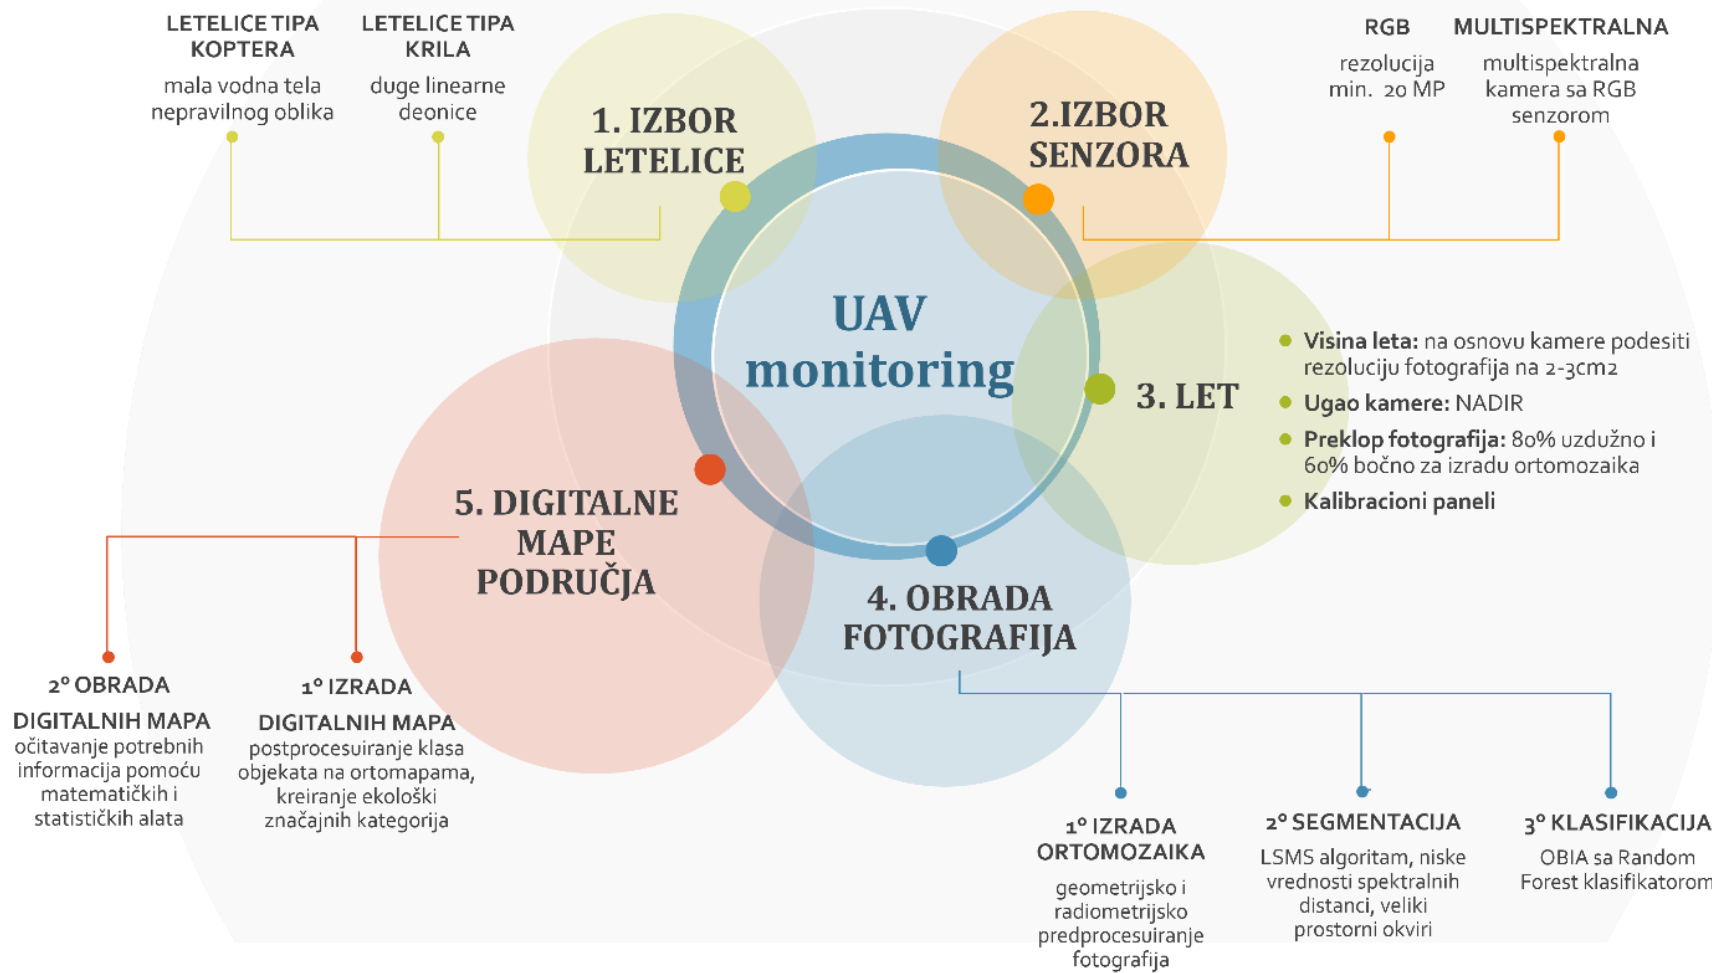 LETELICE TIPA
KOPTERA
mala vodna tela
nepravilnog oblika
LETELICE TIPA
KRILA
duge linearne
deonice
1. IZBOR
LETELICE
2.IZBOR
SENZORA
RGB
rezolucija
min. 20 MP
MULTISPEKTRALNA
multispektralna
kamera sa RGB
senzorom
UAV
monitoring
3. LET
Visina leta: na osnovu kamere podesiti
rezoluciju fotografija na 2-3cm2
Ugao kamere: NADIR
Preklop fotografija: 80% uzdužno i
60% bočno za izradu ortomozaika
Kalibracioni paneli
4. OBRADA
FOTOGRAFIJA
1° IZRADA
ORTOMOZAIKA
geometrijsko i
radiometrijsko
predprocesuiranje
fotografija
2° SEGMENTACIJA
LSMS algoritam, niske
vrednosti spektralnih
distanci, veliki
prostorni okviri
3° KLASIFIKACIJA
OBIA sa Random
Forest klasifikatorom
5. DIGITALNE
MAPE
PODRUČJA
1° IZRADA
DIGITALNIH MAPA
postprocesuiranje klasa
objekata na ortomapama,
kreiranje ekološki
značajnih kategorija
2° OBRADA
DIGITALNIH MAPA
očitavanje potrebnih
informacija pomoću
matematičkih i
statističkih alata